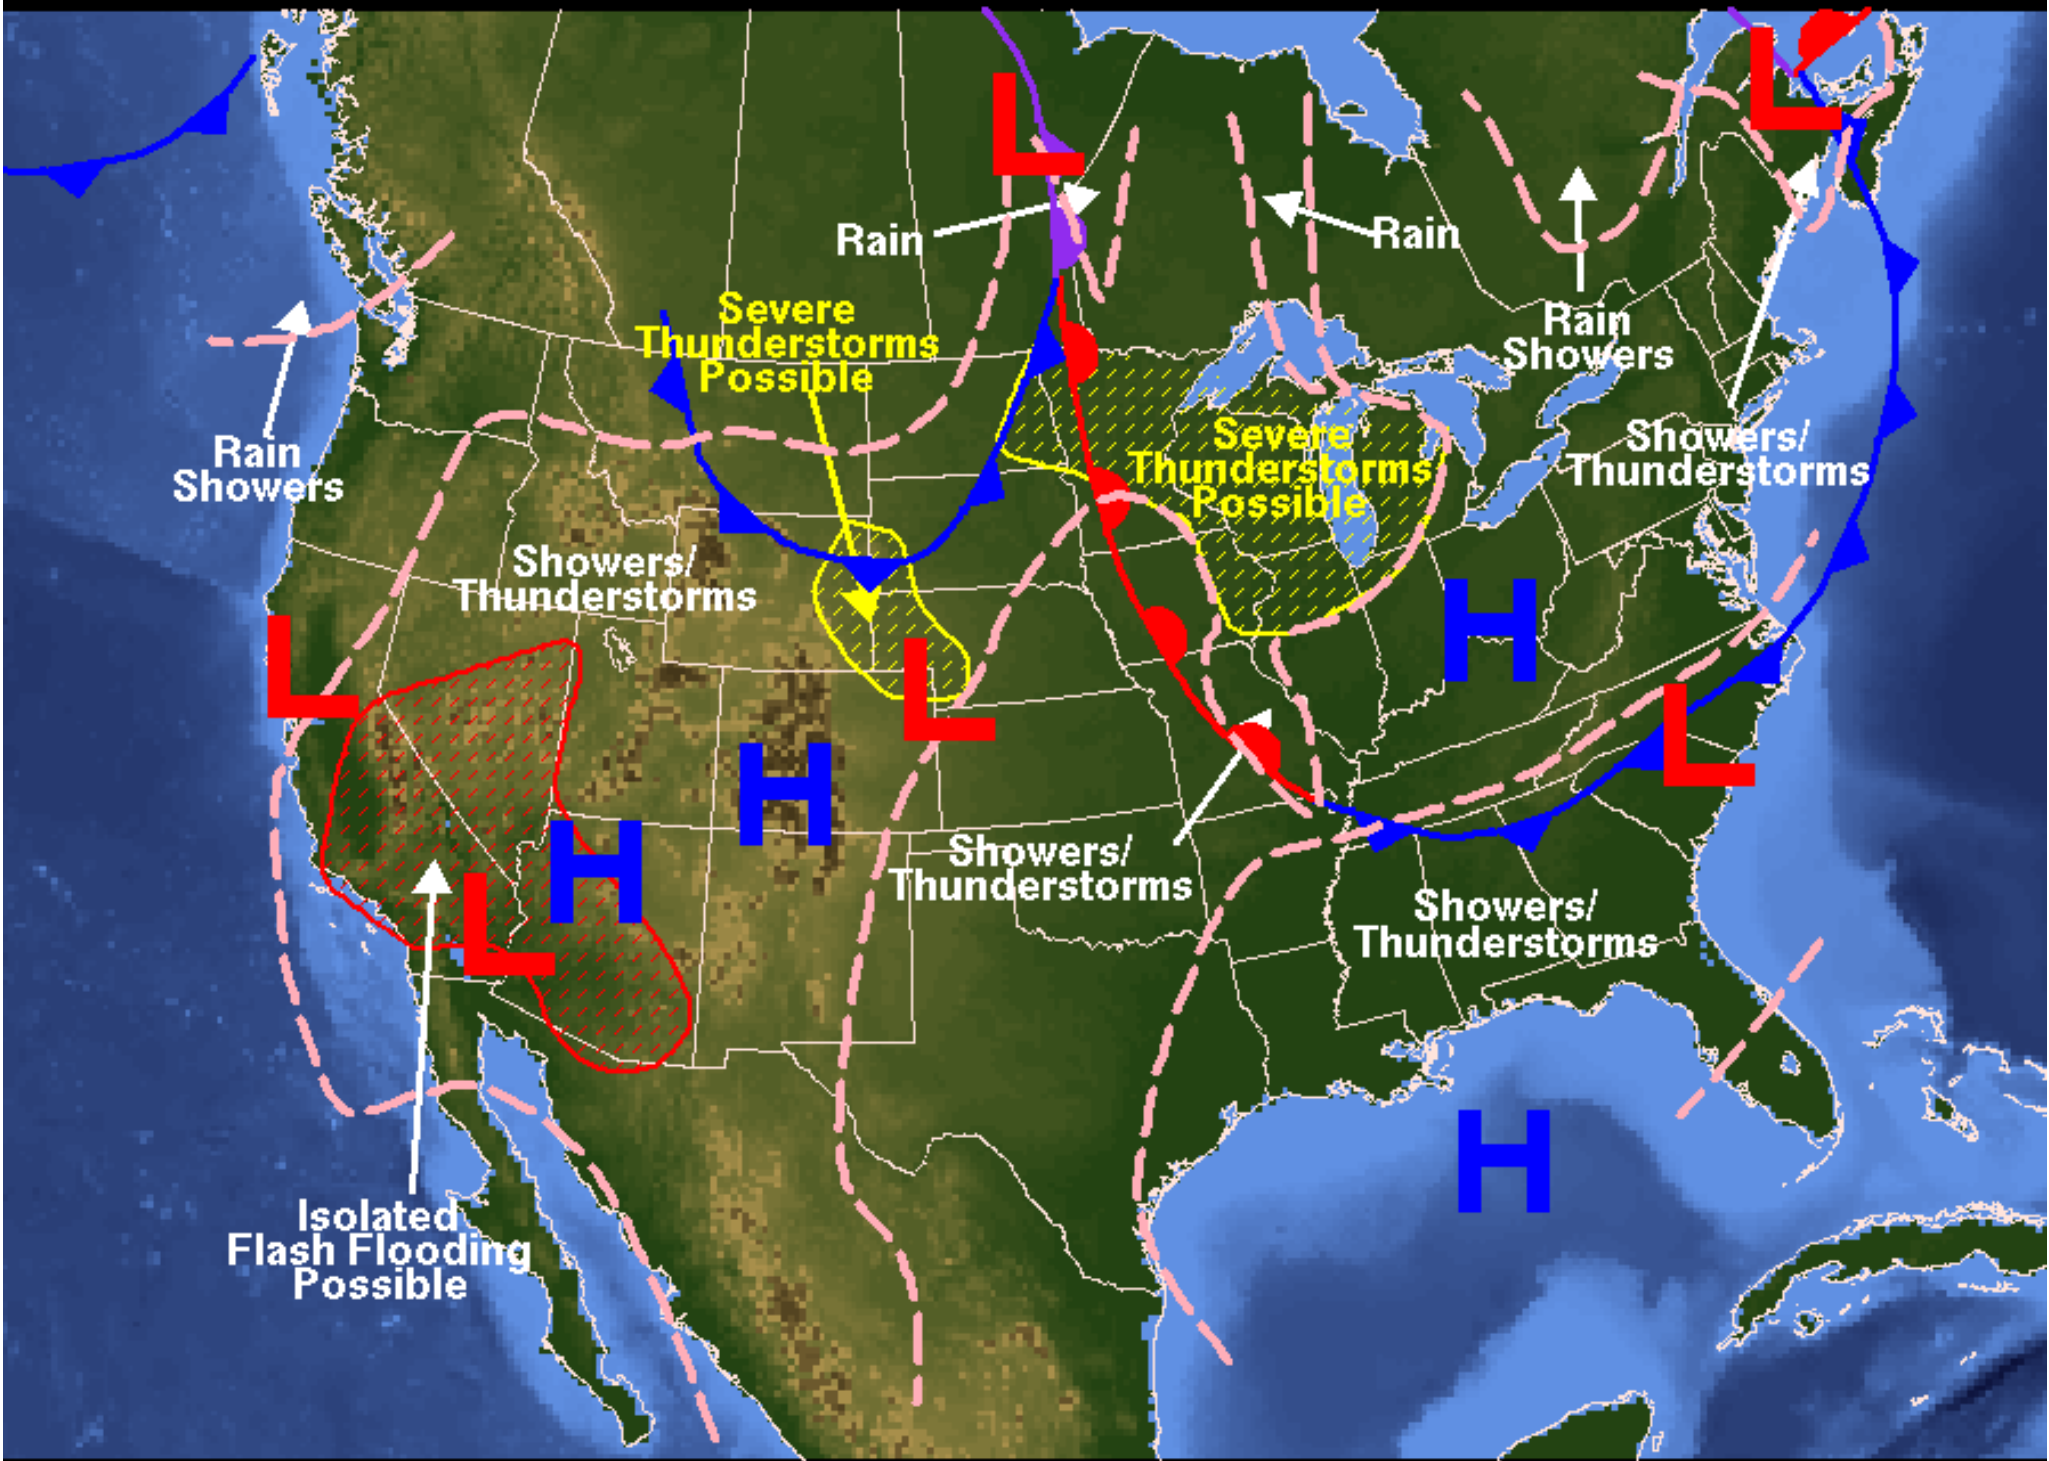 L
L
Rain
Rain
Severe
Thunderstorms
Possible
Rain
Showers
Rain
Showers
Severe
Thunderstorms
Possible
Showers/
Thunderstorms
Showers/
Thunderstorms
H
L
L
L
H
H
L
Showers/
Thunderstorms
Showers/
Thunderstorms
H
Isolated
Flash Flooding
Possible